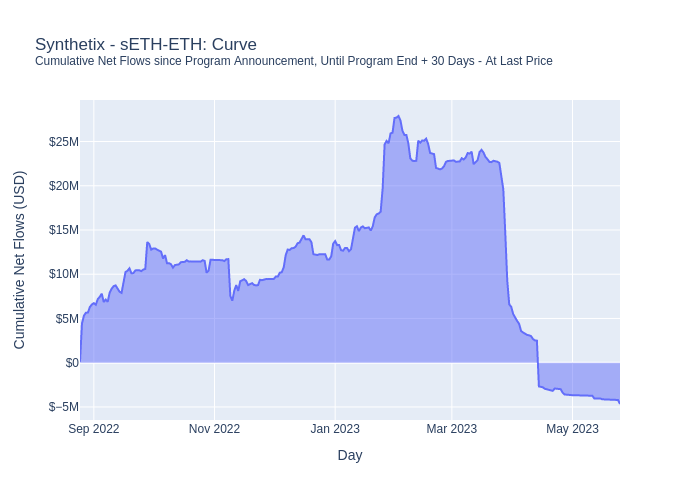 Synthetix - sETH-ETH: Curve
Cumulative Net Flows since Program Announcement, Until Program End + 30 Days - At Last Price
Cumulative Net Flows (USD)
$25M
$20M
$15M
$10M
$5M
$0
$−5M
Sep 2022
Nov 2022
Jan 2023
Mar 2023
May 2023
Day